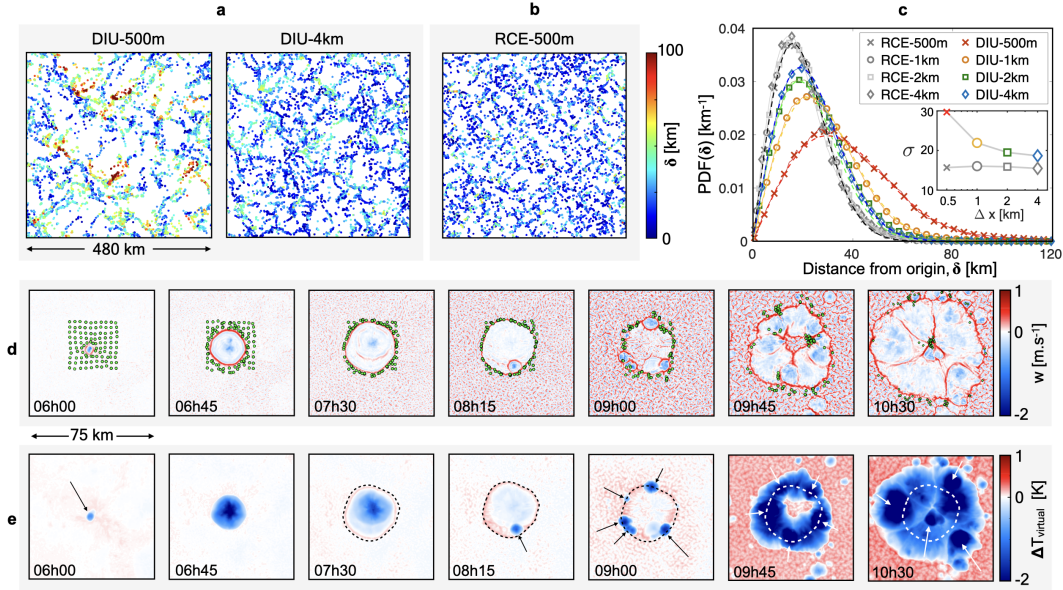 a
b
c
DIU-500m
DIU-4km
RCE-500m
100
δ [km]
0
480 km
0.04
0.03
0.02
0.01
0
PDF(δ) [km⁻¹]
RCE-500m
RCE-1km
RCE-2km
RCE-4km
DIU-500m
DIU-1km
DIU-2km
DIU-4km
30
20
10
σ
0.5
1
2
4
Δ x [km]
0
40
80
120
Distance from origin, δ [km]
d
06h00
06h45
07h30
08h15
09h00
09h45
10h30
1
0
-2
w [m.s⁻¹]
75 km
e
06h00
06h45
07h30
08h15
09h00
09h45
10h30
1
0
-2
ΔTvirtual [K]